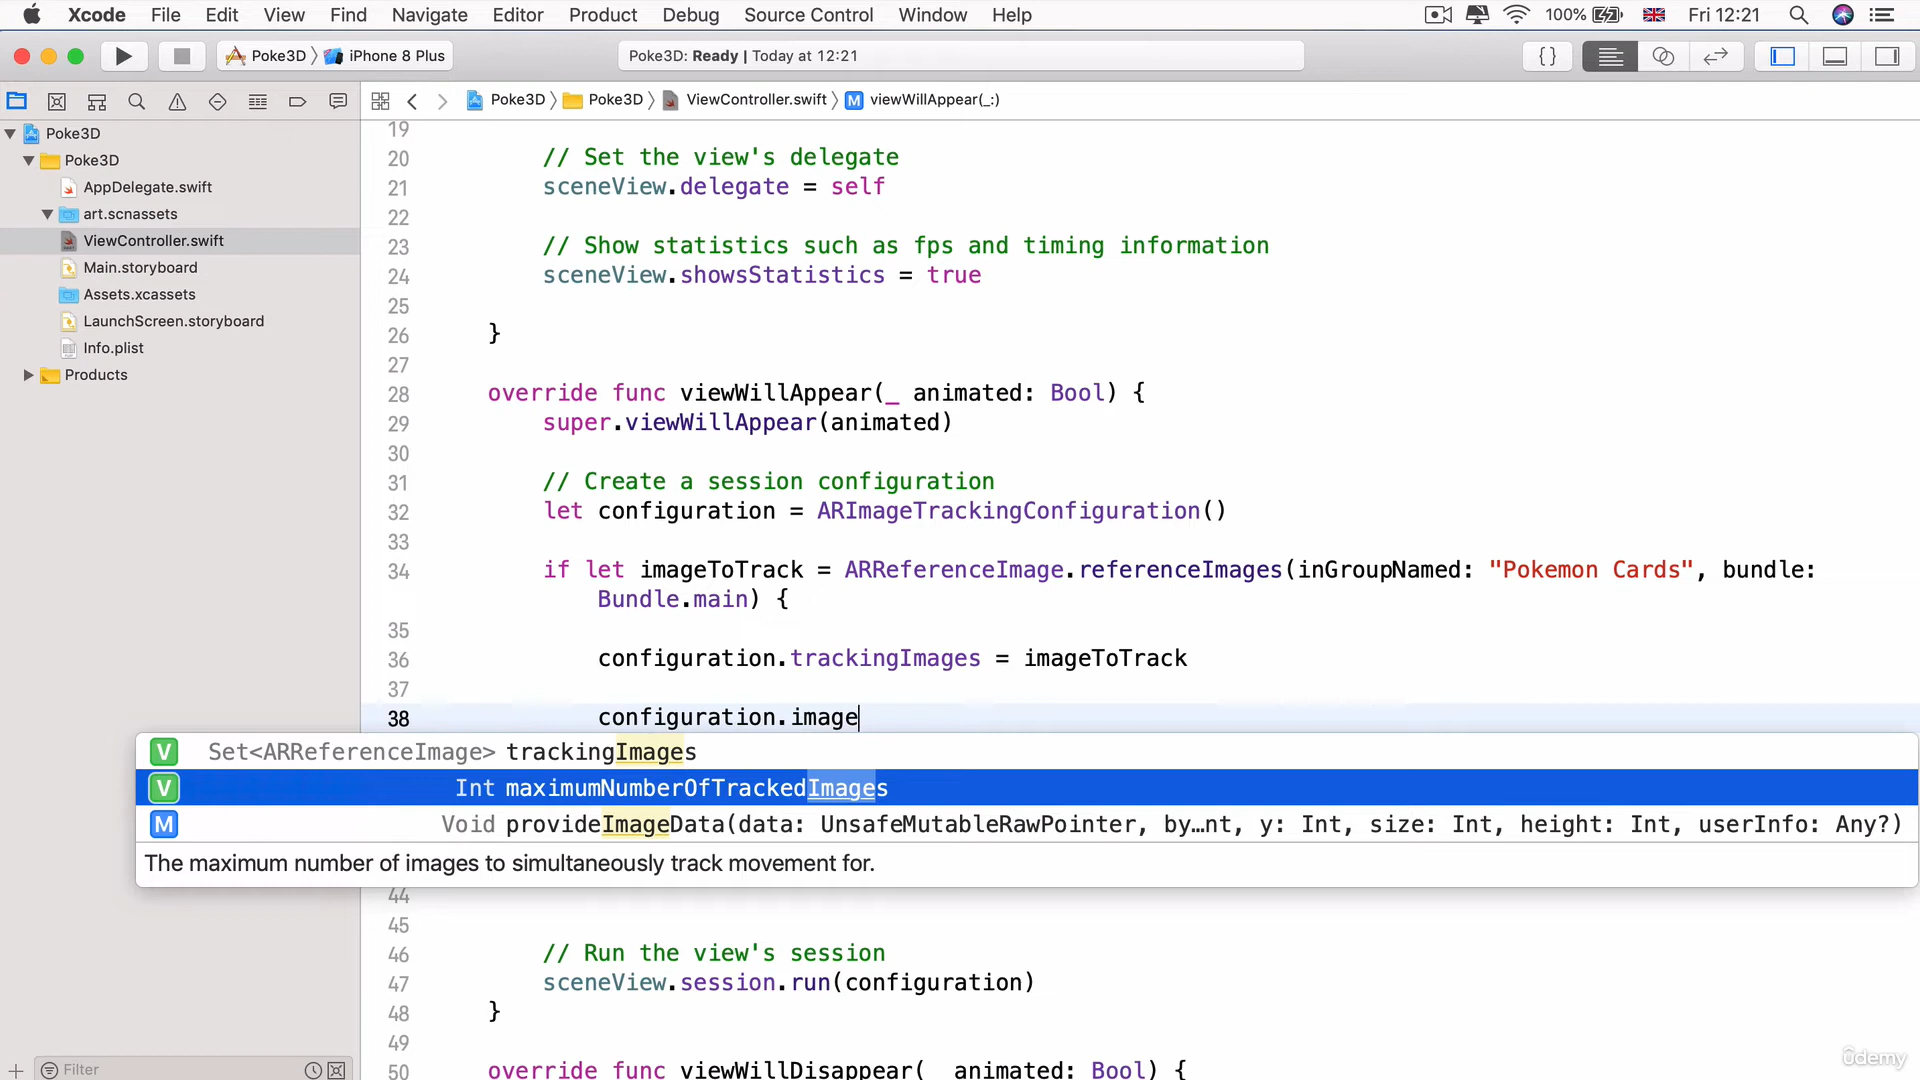 Xcode File Edit View Find Navigate Editor Product Debug Source Control Window Help 100% Fri 12:21
Poke3D iPhone 8 Plus Poke3D: Ready | Today at 12:21 {}
Poke3D Poke3D ViewController.swift M viewWillAppear(_:)
Poke3D
Poke3D
AppDelegate.swift
art.scnassets
ViewController.swift
Main.storyboard
Assets.xcassets
LaunchScreen.storyboard
Info.plist
Products
Filter
19
20 // Set the view's delegate
21 sceneView.delegate = self
22
23 // Show statistics such as fps and timing information
24 sceneView.showsStatistics = true
25
26 }
27
28 override func viewWillAppear(_ animated: Bool) {
29 super.viewWillAppear(animated)
30
31 // Create a session configuration
32 let configuration = ARImageTrackingConfiguration()
33
34 if let imageToTrack = ARReferenceImage.referenceImages(inGroupNamed: "Pokemon Cards", bundle:
Bundle.main) {
35
36 configuration.trackingImages = imageToTrack
37
38 configuration.image
V Set<ARReferenceImage> trackingImages
V Int maximumNumberOfTrackedImages
M Void provideImageData(data: UnsafeMutableRawPointer, by…nt, y: Int, size: Int, height: Int, userInfo: Any?)
The maximum number of images to simultaneously track movement for.
44
45
46 // Run the view's session
47 sceneView.session.run(configuration)
48 }
49
50 override func viewWillDisappear(_ animated: Bool) {
ûdemy